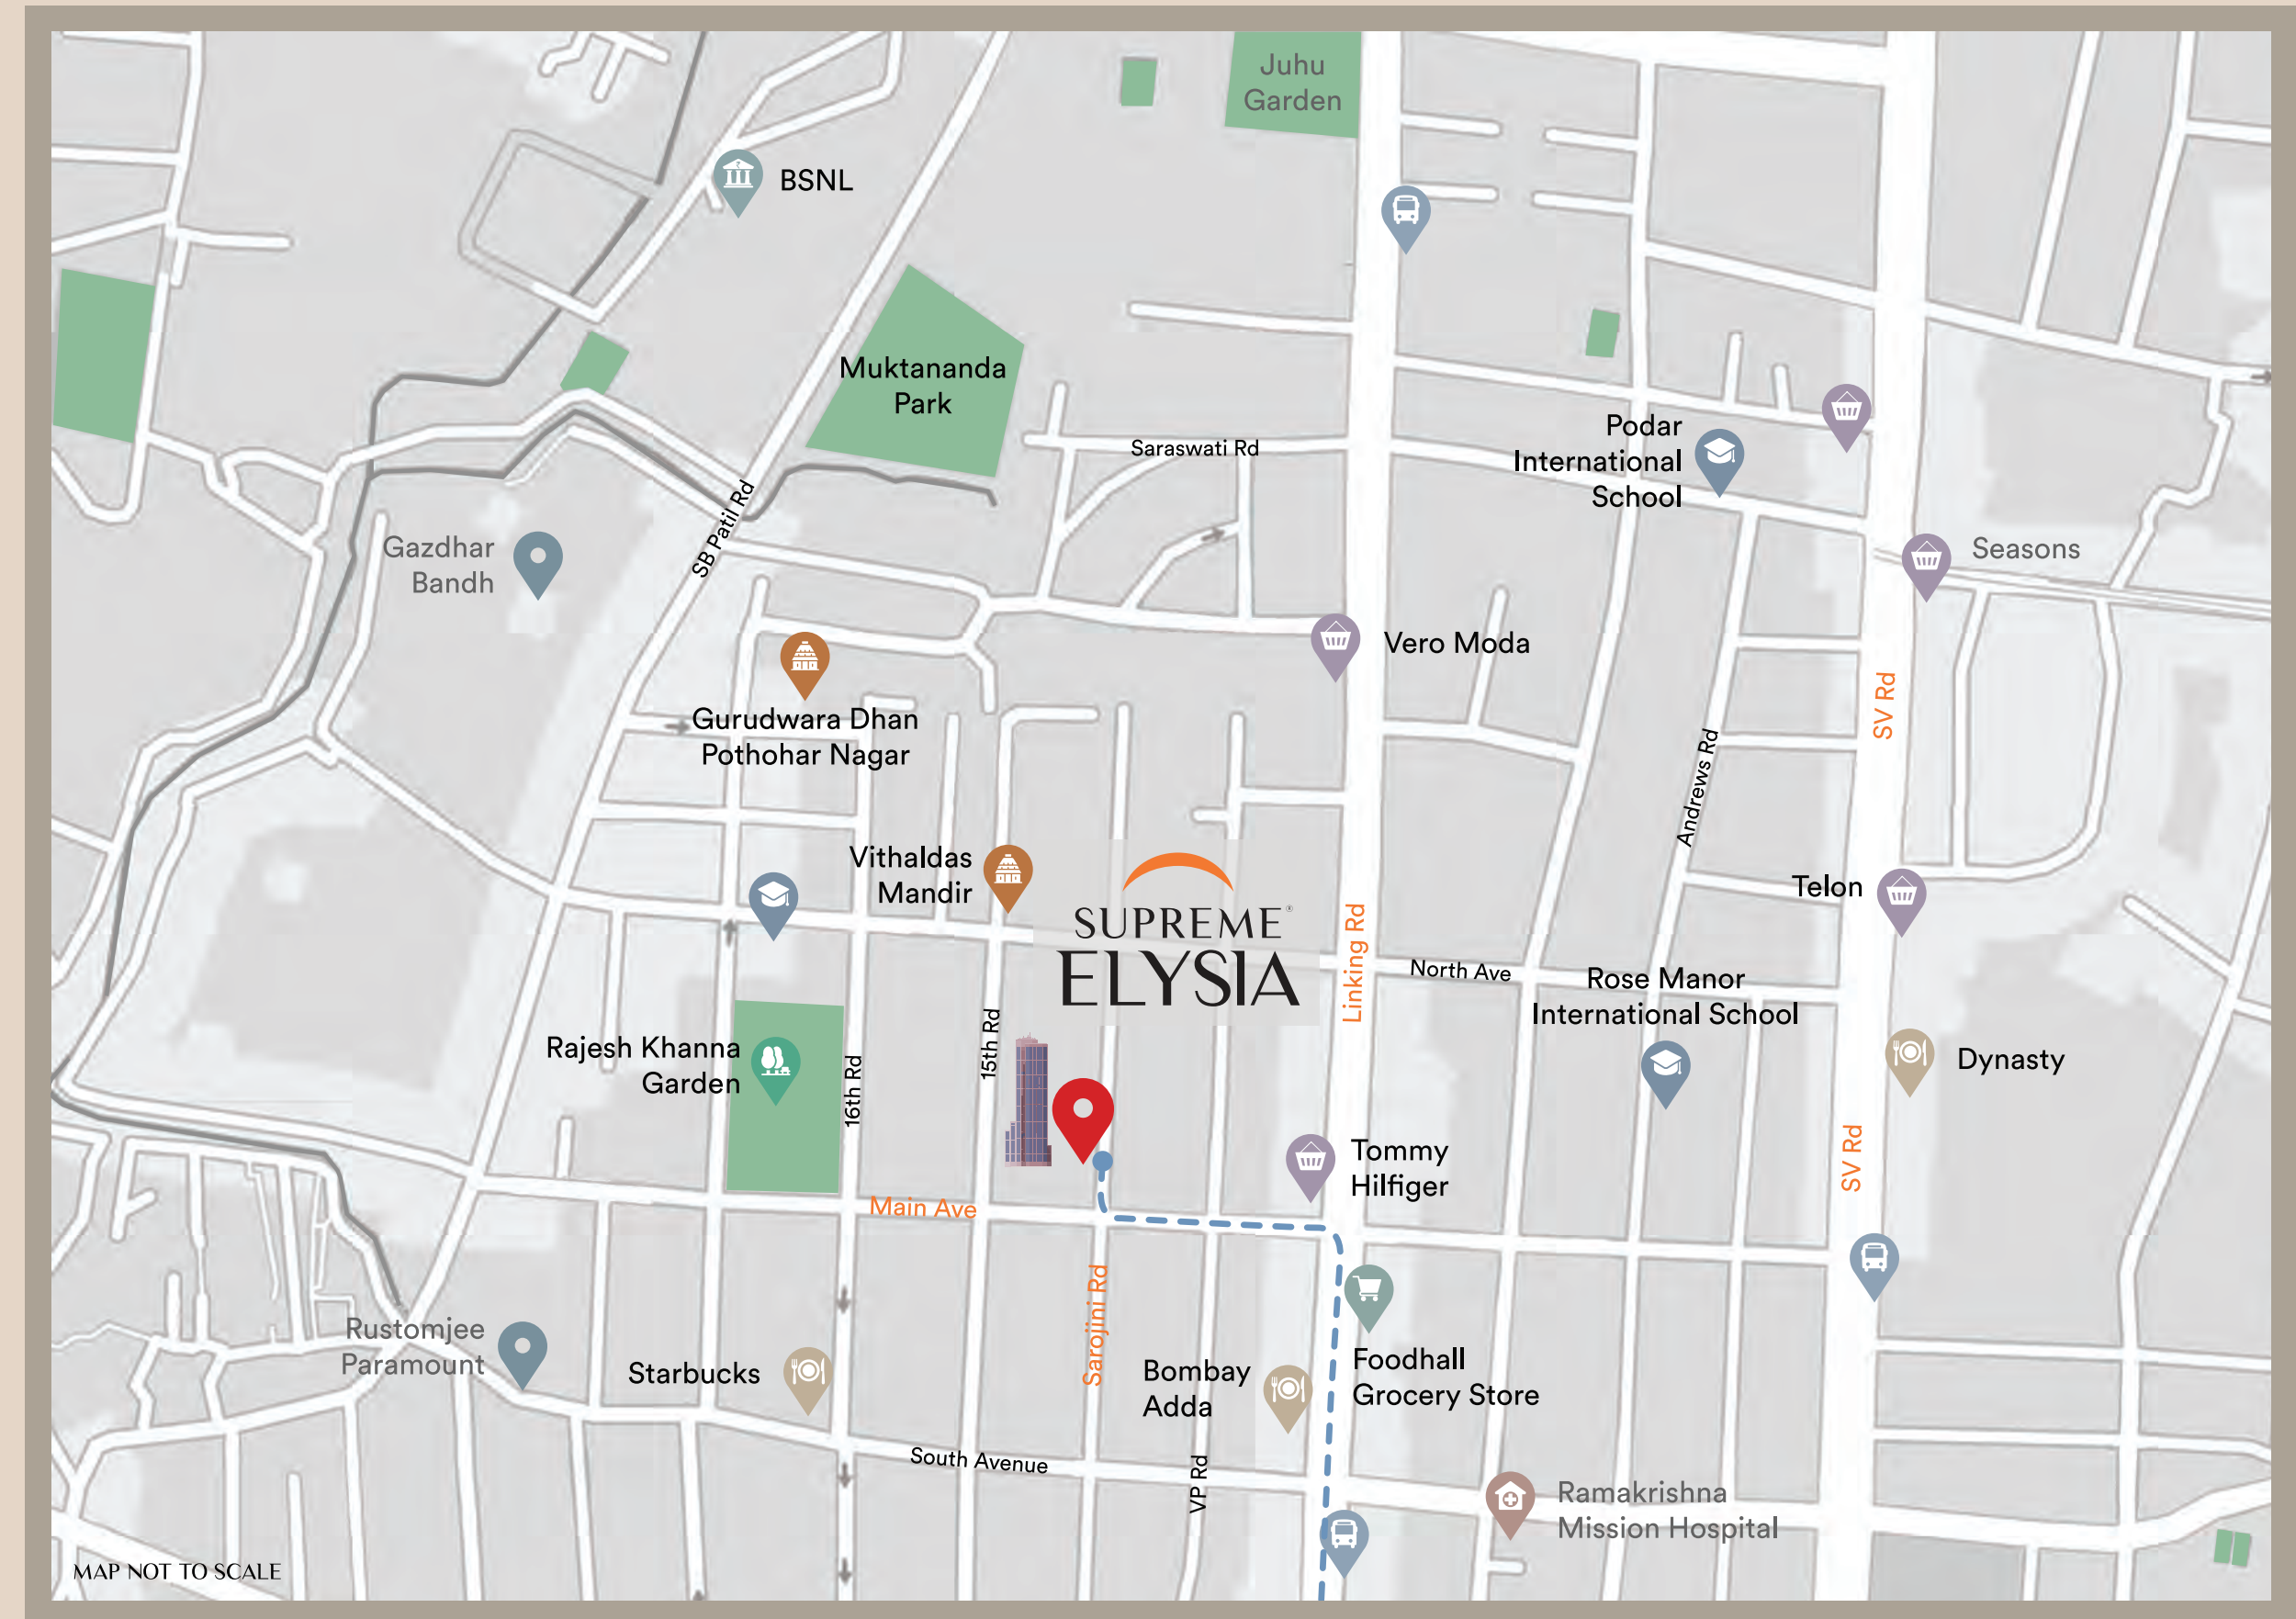 Juhu
Garden
BSNL
Muktananda
Park
Saraswati Rd
Podar
International
School
SB Patil Rd
Gazdhar
Bandh
Seasons
Vero Moda
Gurudwara Dhan
Pothohar Nagar
SV Rd
Andrews Rd
Vithaldas
Mandir
Telon
SUPREME®
ELYSIA
Linking Rd
North Ave
Rose Manor
International School
Rajesh Khanna
Garden
16th Rd
15th Rd
Dynasty
Tommy
Hilfiger
SV Rd
Main Ave
Sarojini Rd
Rustomjee
Paramount
Starbucks
Bombay
Adda
Foodhall
Grocery Store
South Avenue
VP Rd
Ramakrishna
Mission Hospital
MAP NOT TO SCALE